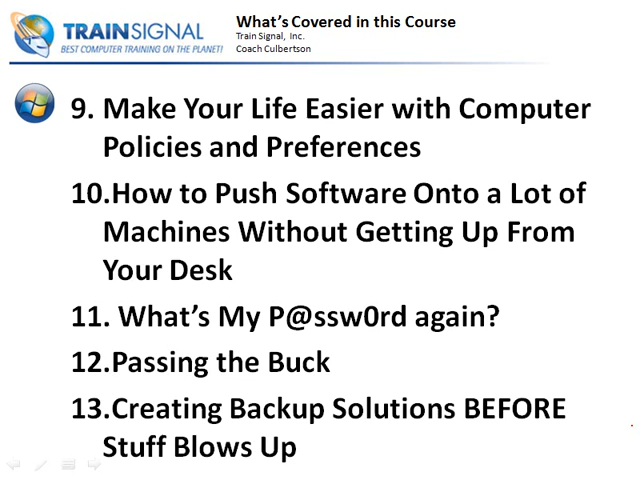 TRAINSIGNAL
BEST COMPUTER TRAINING ON THE PLANET!
What's Covered in this Course
Train Signal, Inc.
Coach Culbertson
9. Make Your Life Easier with Computer
Policies and Preferences
10.How to Push Software Onto a Lot of
Machines Without Getting Up From
Your Desk
11. What's My P@ssw0rd again?
12.Passing the Buck
13.Creating Backup Solutions BEFORE
Stuff Blows Up